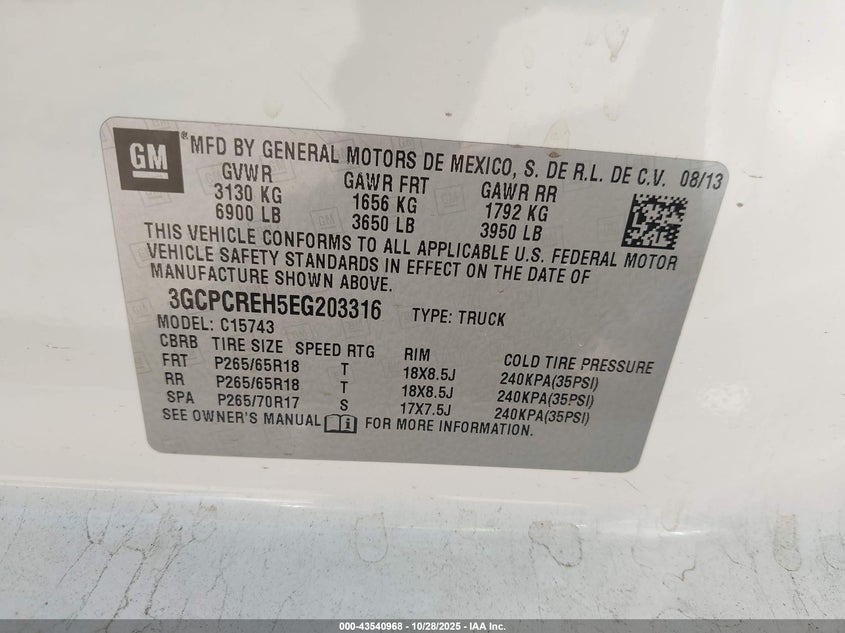 GM ® MFD BY GENERAL MOTORS DE MEXICO, S. DE R.L. DE C.V. 08/13
GVWR GAWR FRT GAWR RR
3130 KG 1656 KG 1792 KG
6900 LB 3650 LB 3950 LB
THIS VEHICLE CONFORMS TO ALL APPLICABLE U.S. FEDERAL MOTOR
VEHICLE SAFETY STANDARDS IN EFFECT ON THE DATE OF
MANUFACTURE SHOWN ABOVE.
3GCPCREH5EG203316 TYPE: TRUCK
MODEL: C15743
CBRB TIRE SIZE SPEED RTG RIM COLD TIRE PRESSURE
FRT P265/65R18 T 18X8.5J 240KPA(35PSI)
RR P265/65R18 T 18X8.5J 240KPA(35PSI)
SPA P265/70R17 S 17X7.5J 240KPA(35PSI)
SEE OWNER'S MANUAL FOR MORE INFORMATION.
000-43540968 - 10/28/2025 - IAA Inc.